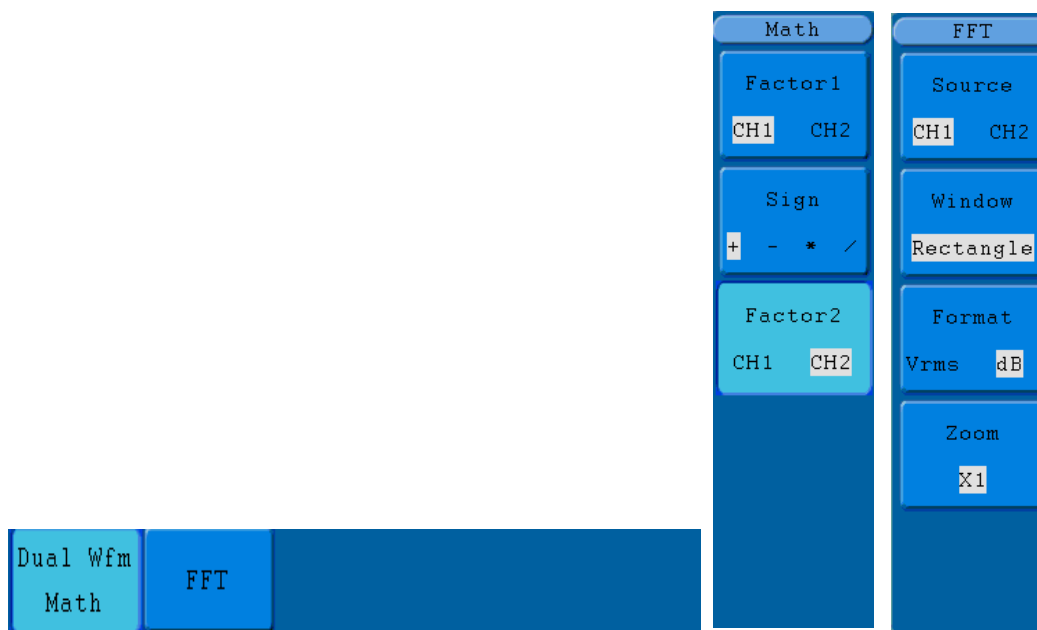 Math
Factor1
CH1 CH2
Sign
+ - * /
Factor2
CH1 CH2
FFT
Source
CH1 CH2
Window
Rectangle
Format
Vrms dB
Zoom
X1
Dual Wfm
Math
FFT